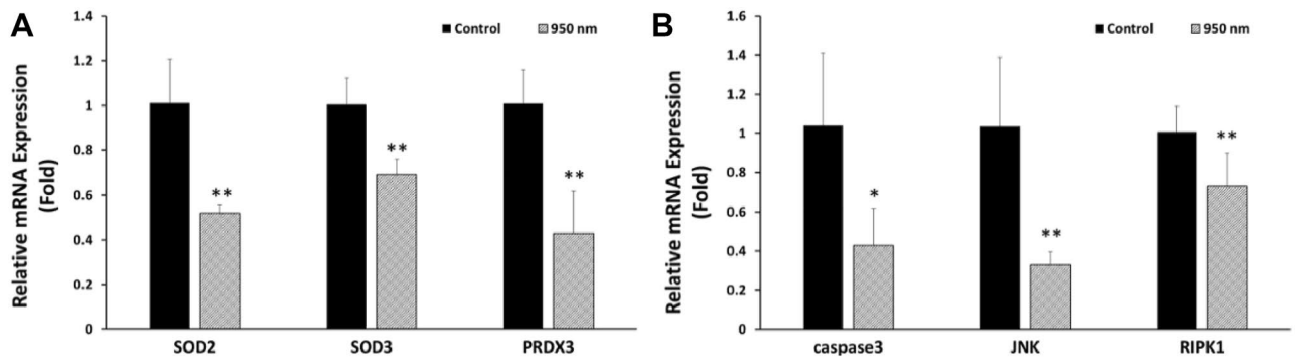 A
Relative mRNA Expression
(Fold)
1.4
1.2
1
0.8
0.6
0.4
0.2
0
Control 950 nm
**
**
**
SOD2 SOD3 PRDX3
B
Relative mRNA Expression
(Fold)
1.6
1.4
1.2
1
0.8
0.6
0.4
0.2
0
Control 950 nm
*
**
**
caspase3 JNK RIPK1